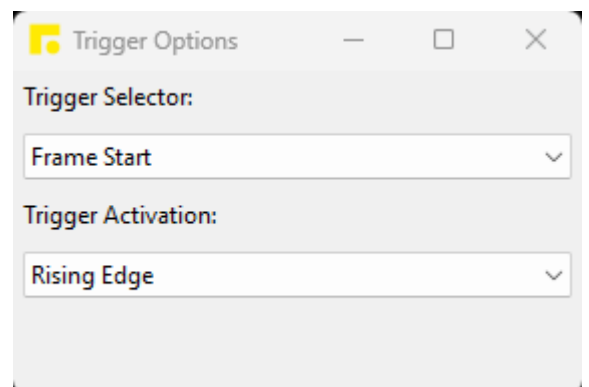 Trigger Options
Trigger Selector:
Frame Start
Trigger Activation:
Rising Edge